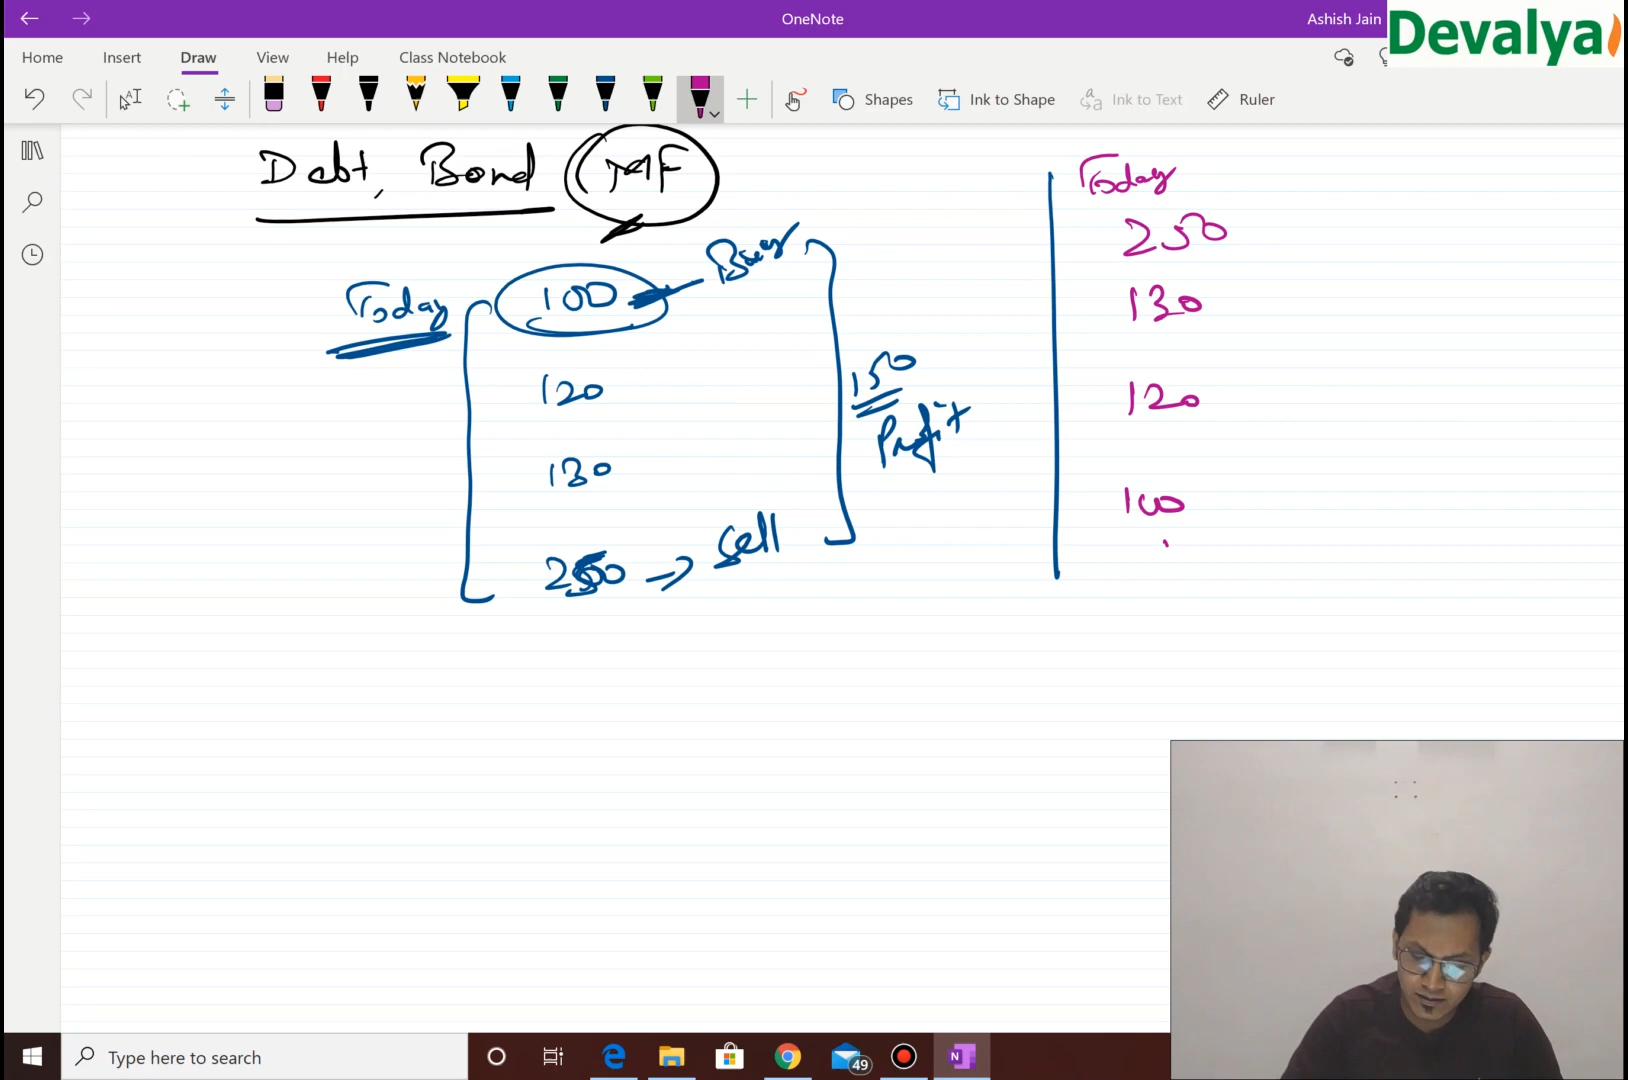 OneNote
Ashish Jain
Devalya
Home Insert Draw View Help Class Notebook
Shapes Ink to Shape Ink to Text Ruler
Debt, Bond MF
Today
100 Buy
120
130
250 → Sell
150
Profit
Today
250
130
120
100
Type here to search
49
N